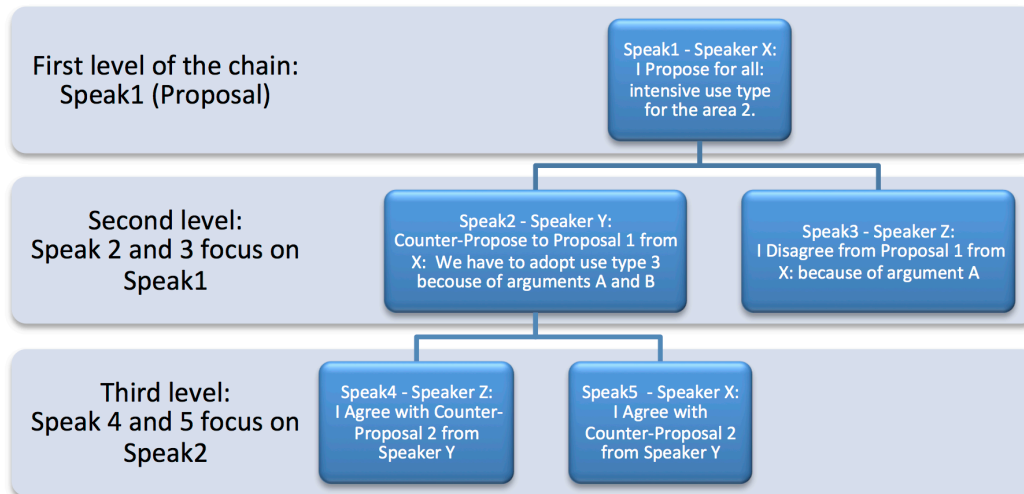 First level of the chain:
Speak1 (Proposal)
Speak1 - Speaker X:
I Propose for all:
intensive use type
for the area 2.
Second level:
Speak 2 and 3 focus on
Speak1
Speak2 - Speaker Y:
Counter-Propose to Proposal 1 from
X:  We have to adopt use type 3
becouse of arguments A and B
Speak3 - Speaker Z:
I Disagree from Proposal 1 from
X: because of argument A
Third level:
Speak 4 and 5 focus on
Speak2
Speak4 - Speaker Z:
I Agree with Counter-
Proposal 2 from
Speaker Y
Speak5  - Speaker X:
I Agree with
Counter-Proposal 2
from Speaker Y